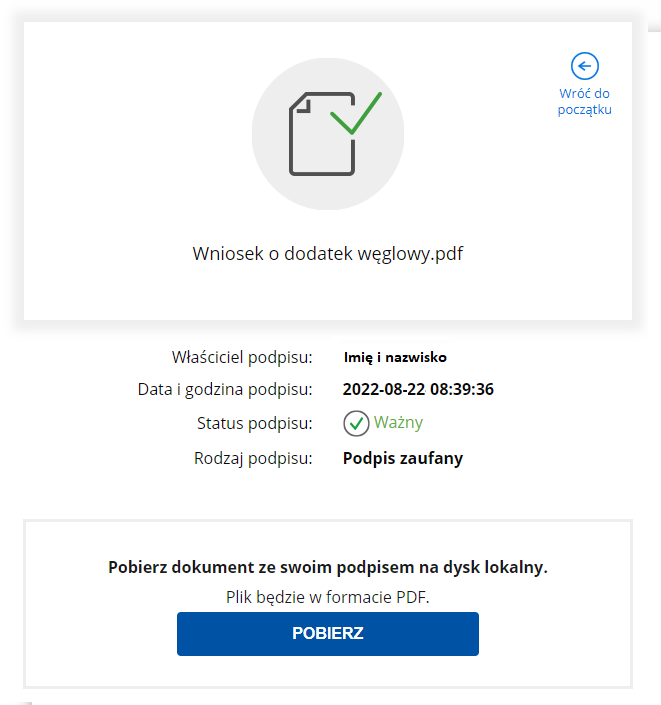 Wróć do
początku
Wniosek o dodatek węglowy.pdf
Właściciel podpisu: Imię i nazwisko
Data i godzina podpisu: 2022-08-22 08:39:36
Status podpisu: Ważny
Rodzaj podpisu: Podpis zaufany
Pobierz dokument ze swoim podpisem na dysk lokalny.
Plik będzie w formacie PDF.
POBIERZ